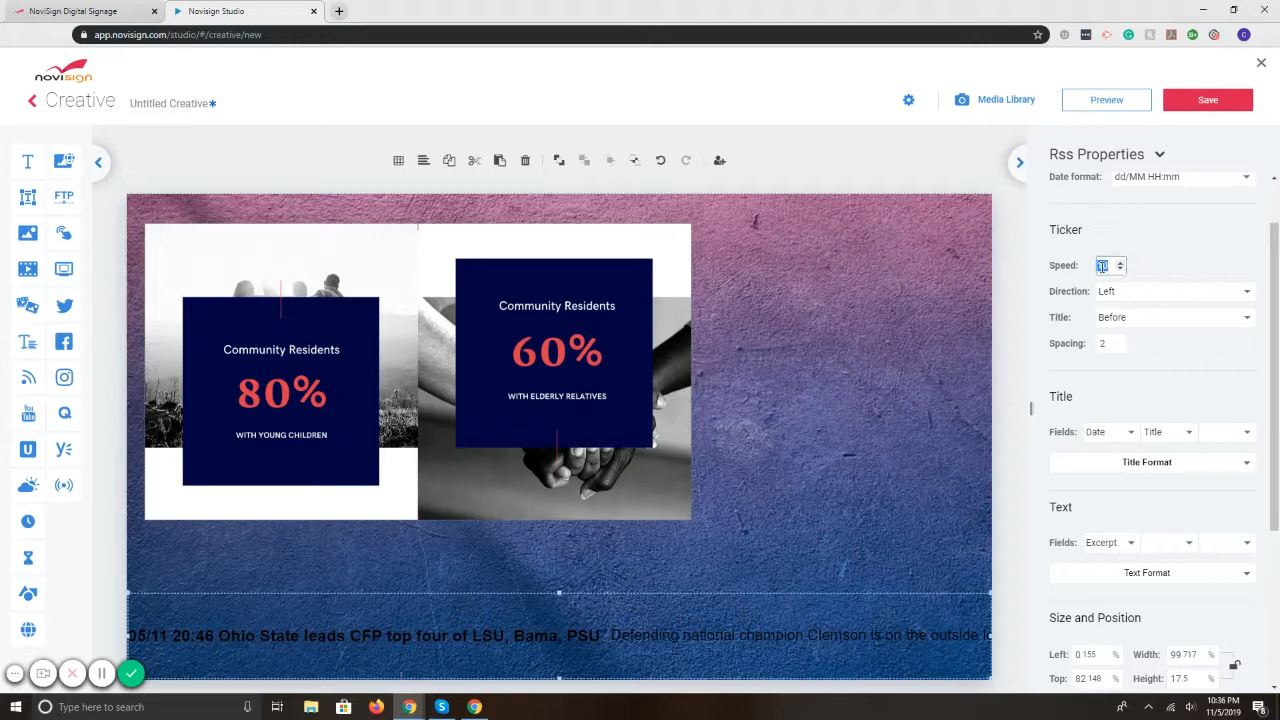 NoviSign Digital Signage
app.novisign.com/studio/#/creative/new
novisign
Creative
Untitled Creative*
Media Library
Preview
Save
T
T
FTP
T
You
Tube
Q
U
Y
Community Residents
80%
WITH YOUNG CHILDREN
Community Residents
60%
WITH ELDERLY RELATIVES
05/11 20:46 Ohio State leads CFP top four of LSU, Bama, PSU Defending national champion Clemson is on the outside lo
Rss Properties
Date format: dd/MM HH:mm
Ticker
Speed:
Direction: Left
Title: Before
Spacing: 2
Title
Fields: Date Title
Title Format
Text
Fields: Excerpt
Text Format
Size and Position
Left: 0.155 % Width: 99.717 %
Top: 82.148 % Height: 17.5 %
Type here to search
10:36 PM
11/5/2019